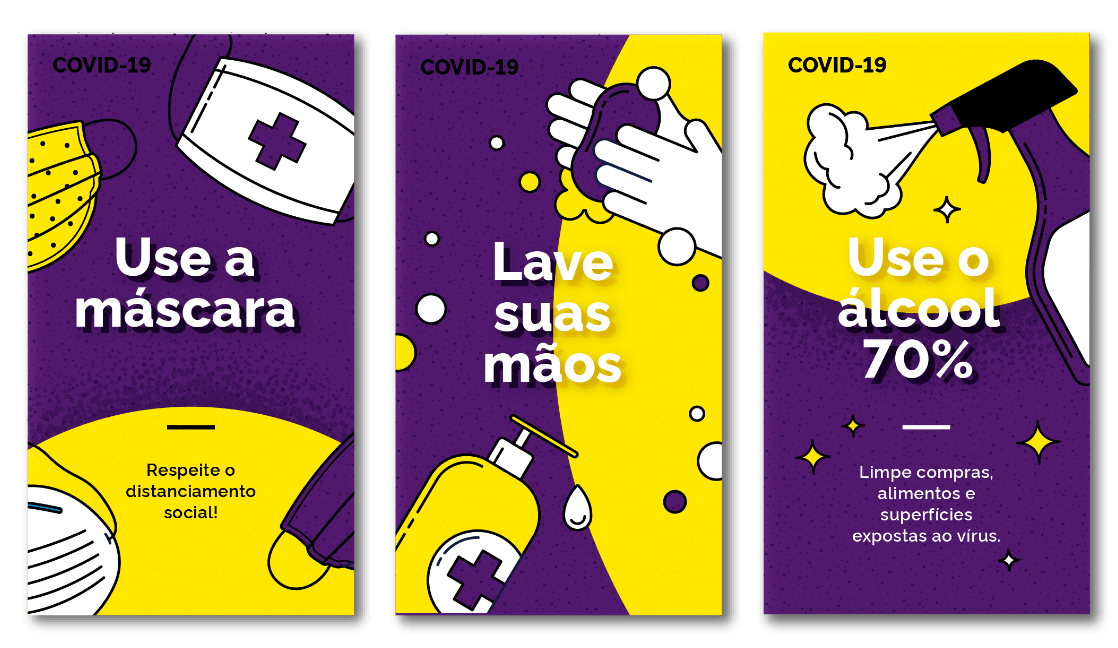 COVID-19
Use a
máscara
Respeite o
distanciamento
social!
COVID-19
Lave
suas
mãos
COVID-19
Use o
álcool
70%
Limpe compras,
alimentos e
superfícies
expostas ao vírus.